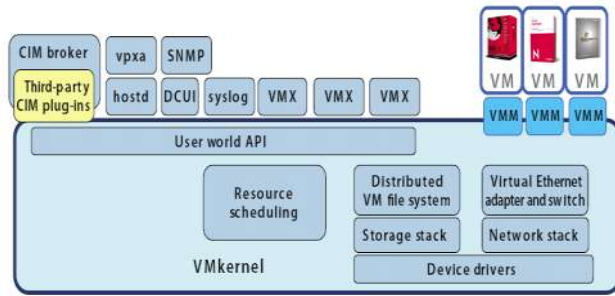 CIM broker
vpxa
SNMP
Third-party
CIM plug-ins
hostd
DCUI
syslog
VMX
VMX
VMX
VM
VM
VM
VMM
VMM
VMM
User world API
Resource
scheduling
Distributed
VM file system
Virtual Ethernet
adapter and switch
Storage stack
Network stack
VMkernel
Device drivers